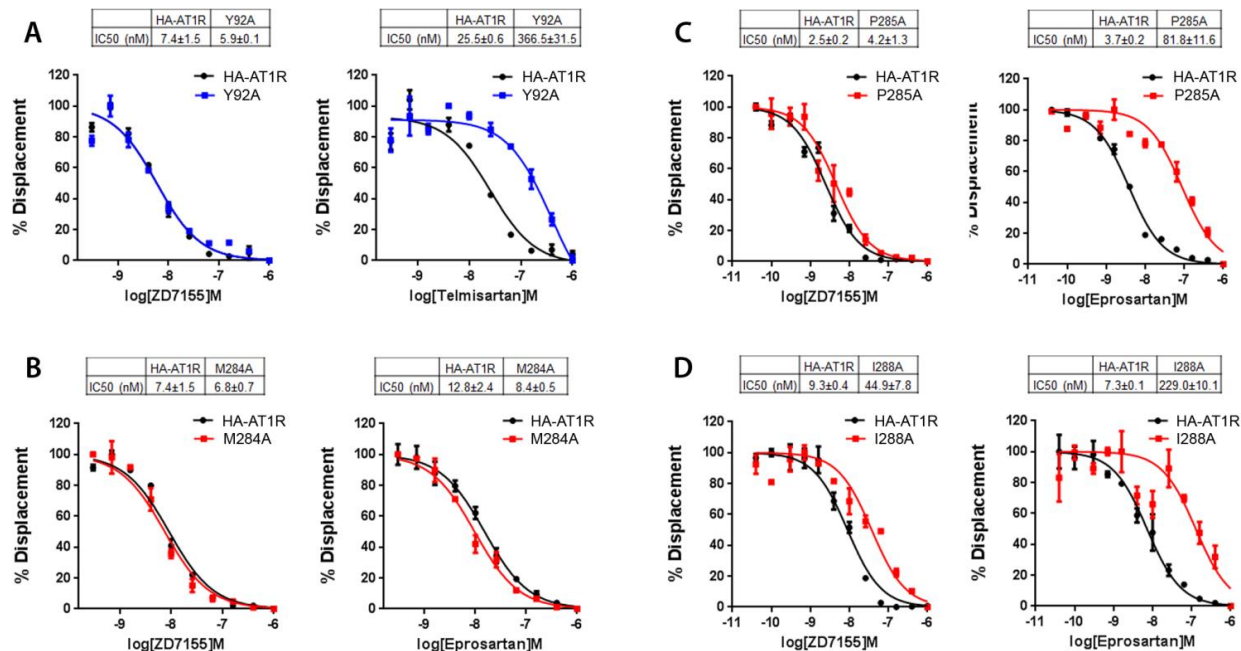 A
HA-AT1R Y92A
IC50 (nM) 7.4±1.5 5.9±0.1
HA-AT1R
Y92A
% Displacement
120
100
80
60
40
20
0
-9 -8 -7 -6
log[ZD7155]M
HA-AT1R Y92A
IC50 (nM) 25.5±0.6 366.5±31.5
HA-AT1R
Y92A
% Displacement
120
100
80
60
40
20
0
-9 -8 -7 -6
log[Telmisartan]M
B
HA-AT1R M284A
IC50 (nM) 7.4±1.5 6.8±0.7
HA-AT1R
M284A
% Displacement
120
100
80
60
40
20
0
-9 -8 -7 -6
log[ZD7155]M
HA-AT1R M284A
IC50 (nM) 12.8±2.4 8.4±0.5
HA-AT1R
M284A
% Displacement
120
100
80
60
40
20
0
-9 -8 -7 -6
log[Eprosartan]M
C
HA-AT1R P285A
IC50 (nM) 2.5±0.2 4.2±1.3
HA-AT1R
P285A
% Displacement
120
100
80
60
40
20
0
-11 -10 -9 -8 -7 -6
log[ZD7155]M
HA-AT1R P285A
IC50 (nM) 3.7±0.2 81.8±11.6
HA-AT1R
P285A
% Displacement
120
100
80
60
40
20
0
-11 -10 -9 -8 -7 -6
log[Eprosartan]M
D
HA-AT1R I288A
IC50 (nM) 9.3±0.4 44.9±7.8
HA-AT1R
I288A
% Displacement
120
100
80
60
40
20
0
-11 -10 -9 -8 -7 -6
log[ZD7155]M
HA-AT1R I288A
IC50 (nM) 7.3±0.1 229.0±10.1
HA-AT1R
I288A
% Displacement
120
100
80
60
40
20
0
-11 -10 -9 -8 -7 -6
log[Eprosartan]M